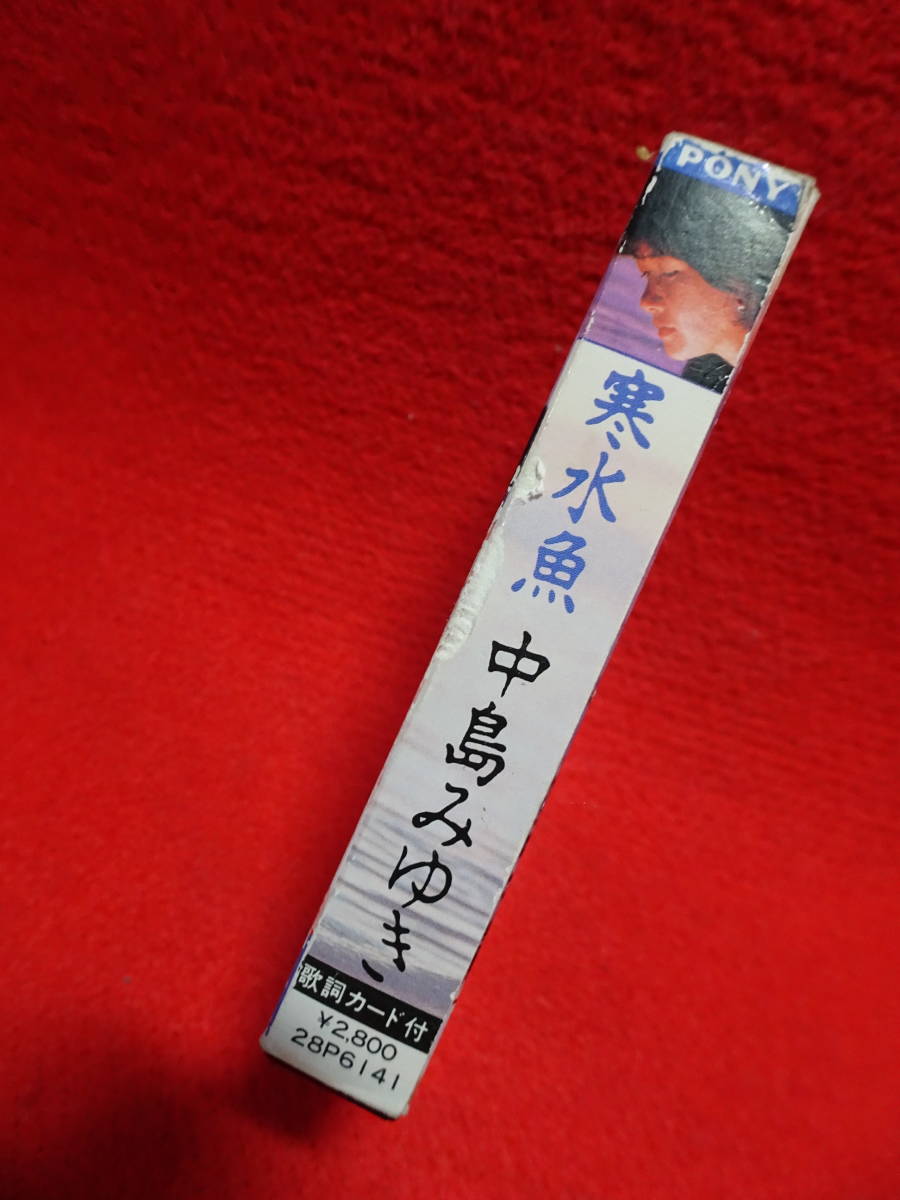 PONY
寒水魚
中島みゆき
歌詞カード付
¥2,800
28P6141